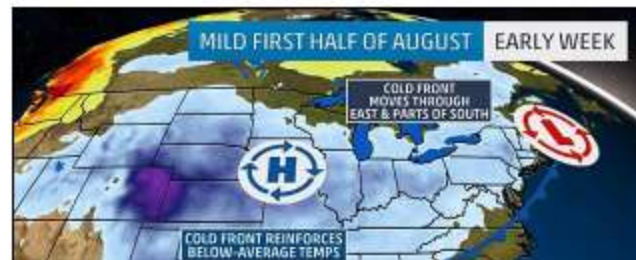 MILD FIRST HALF OF AUGUST
EARLY WEEK
COLD FRONT
MOVES THROUGH
EAST & PARTS OF SOUTH
L
H
COLD FRONT REINFORCES
BELOW-AVERAGE TEMPS